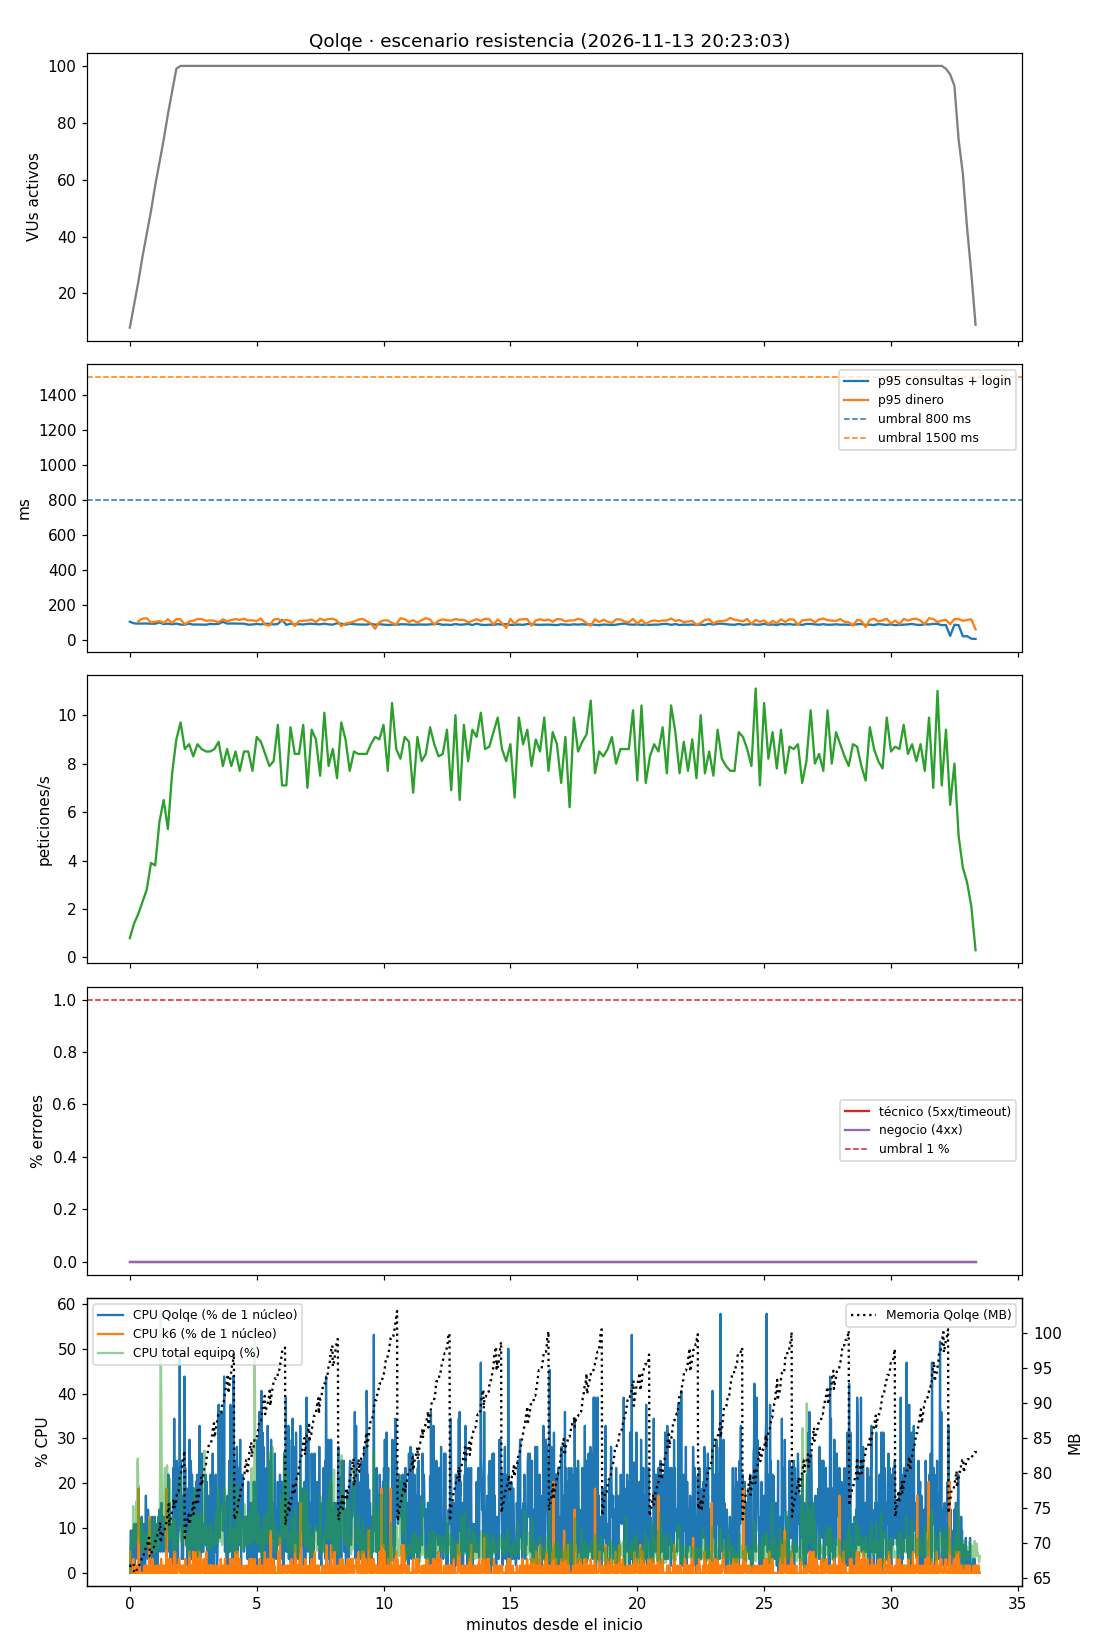 Qolqe · escenario resistencia (2026-11-13 20:23:03)
100
80
60
40
20
VUs activos
1400
1200
1000
800
600
400
200
0
ms
p95 consultas + login
p95 dinero
umbral 800 ms
umbral 1500 ms
10
8
6
4
2
0
peticiones/s
1.0
0.8
0.6
0.4
0.2
0.0
% errores
técnico (5xx/timeout)
negocio (4xx)
umbral 1 %
60
50
40
30
20
10
0
% CPU
CPU Qolqe (% de 1 núcleo)
CPU k6 (% de 1 núcleo)
CPU total equipo (%)
Memoria Qolqe (MB)
100
95
90
85
80
75
70
65
MB
0 5 10 15 20 25 30 35
minutos desde el inicio